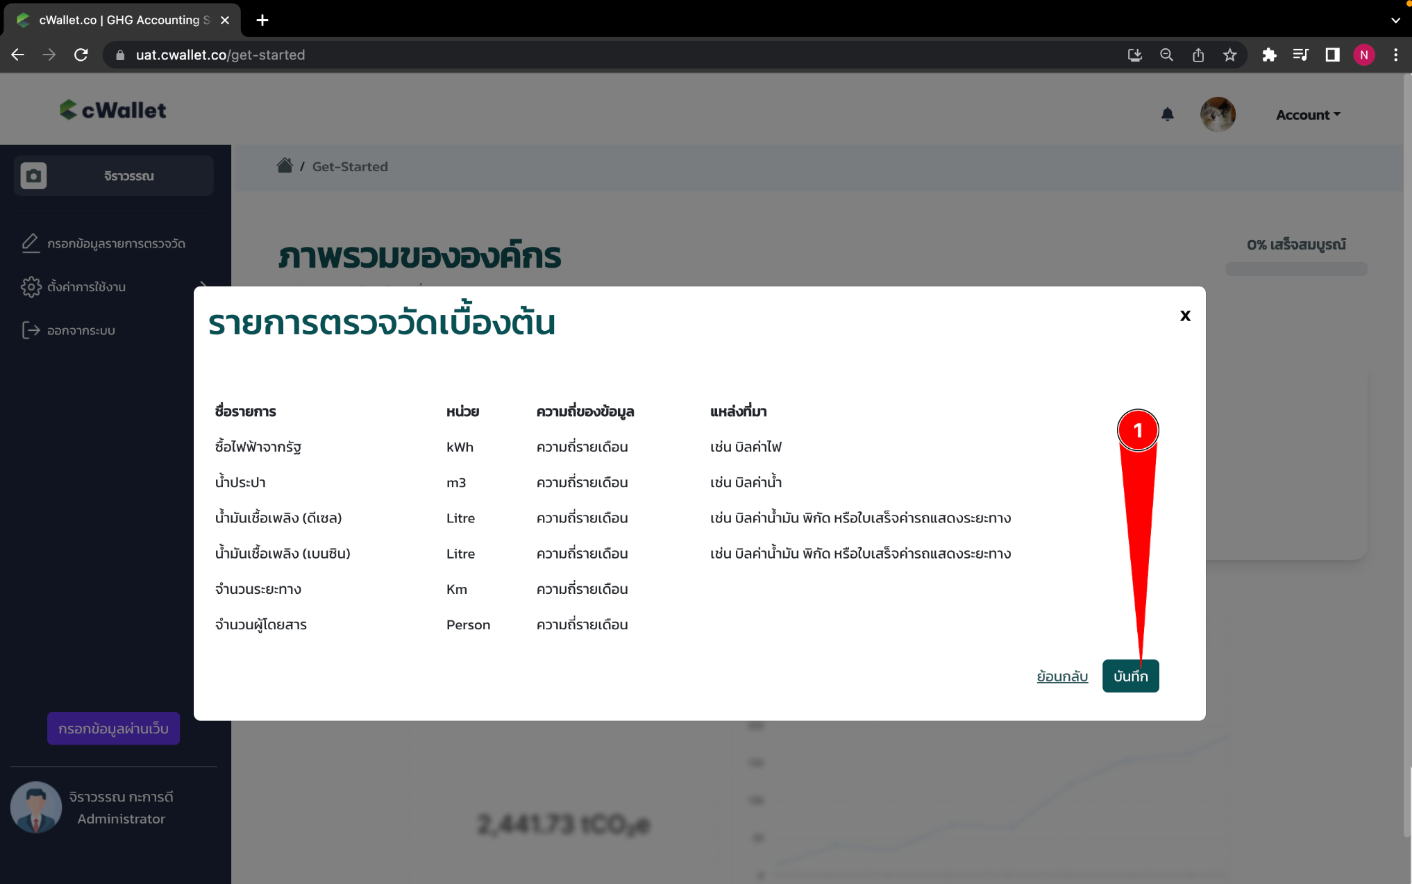 cWallet.co | GHG Accounting S
uat.cwallet.co/get-started
N
cWallet
Account
จิราวรรณ
/ Get-Started
กรอกข้อมูลรายการตรวจวัด
ตั้งค่าการใช้งาน
ออกจากระบบ
ภาพรวมขององค์กร
0% เสร็จสมบูรณ์
รายการตรวจวัดเบื้องต้น
x
ชื่อรายการ หน่วย ความถี่ของข้อมูล แหล่งที่มา
ซื้อไฟฟ้าจากรัฐ kWh ความถี่รายเดือน เช่น บิลค่าไฟ
น้ำประปา m3 ความถี่รายเดือน เช่น บิลค่าน้ำ
น้ำมันเชื้อเพลิง (ดีเซล) Litre ความถี่รายเดือน เช่น บิลค่าน้ำมัน พิกัด หรือใบเสร็จค่ารถแสดงระยะทาง
น้ำมันเชื้อเพลิง (เบนซิน) Litre ความถี่รายเดือน เช่น บิลค่าน้ำมัน พิกัด หรือใบเสร็จค่ารถแสดงระยะทาง
จำนวนระยะทาง Km ความถี่รายเดือน
จำนวนผู้โดยสาร Person ความถี่รายเดือน
1
ย้อนกลับ บันทึก
กรอกข้อมูลผ่านเว็บ
จิราวรรณ กะการดี
Administrator
2,441.73 tCO₂e